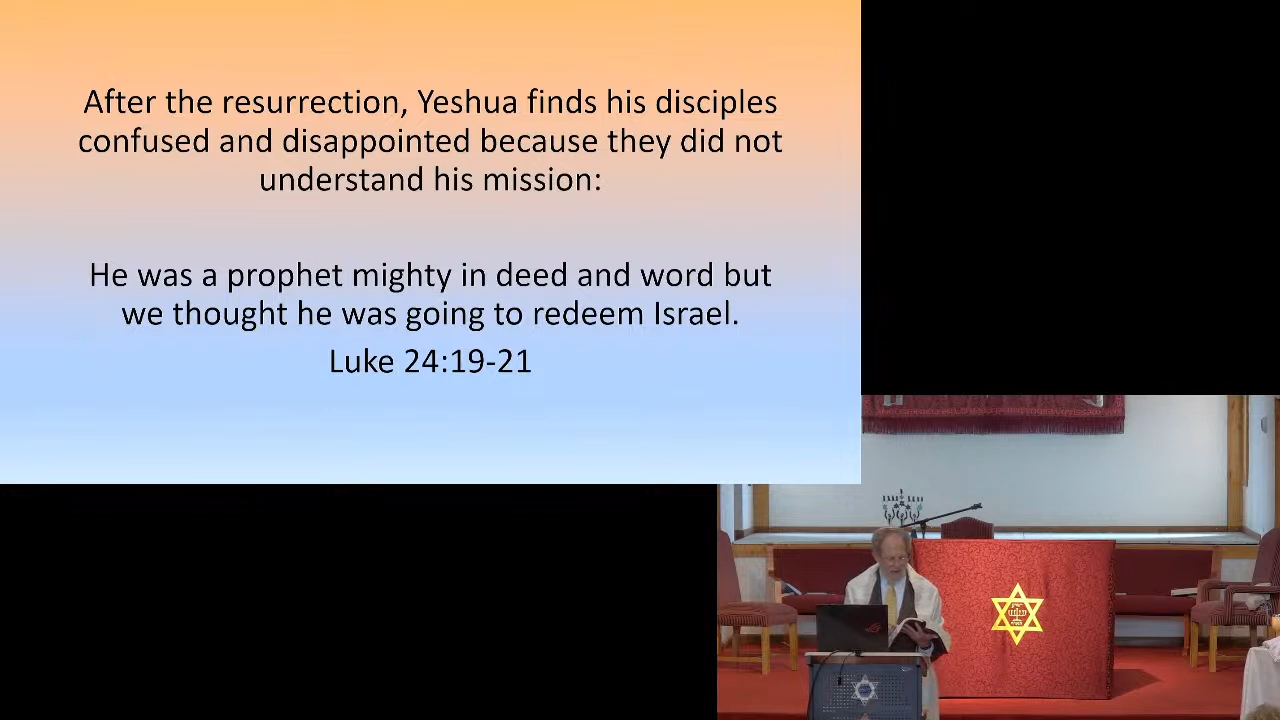 After the resurrection, Yeshua finds his disciples
confused and disappointed because they did not
understand his mission:
He was a prophet mighty in deed and word but
we thought he was going to redeem Israel.
Luke 24:19-21